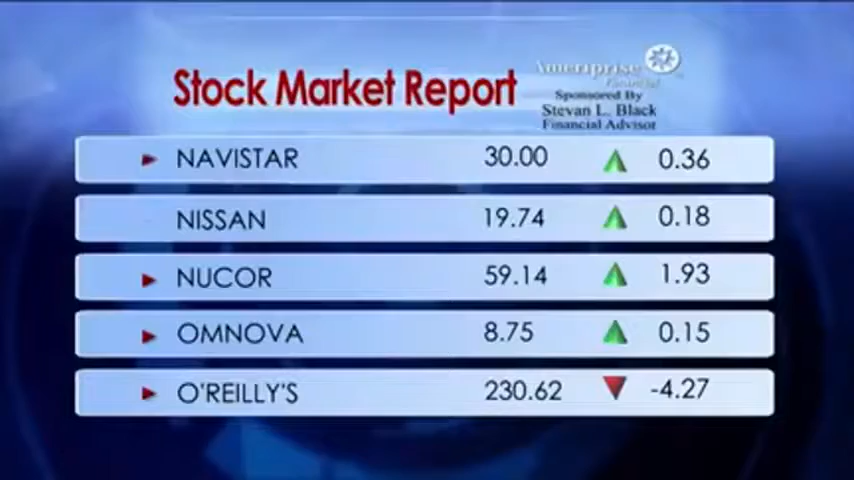 Ameriprise
Financial
Stock Market Report
Sponsored By
Stevan L. Black
Financial Advisor
NAVISTAR 30.00 0.36
NISSAN 19.74 0.18
NUCOR 59.14 1.93
OMNOVA 8.75 0.15
O'REILLY'S 230.62 -4.27